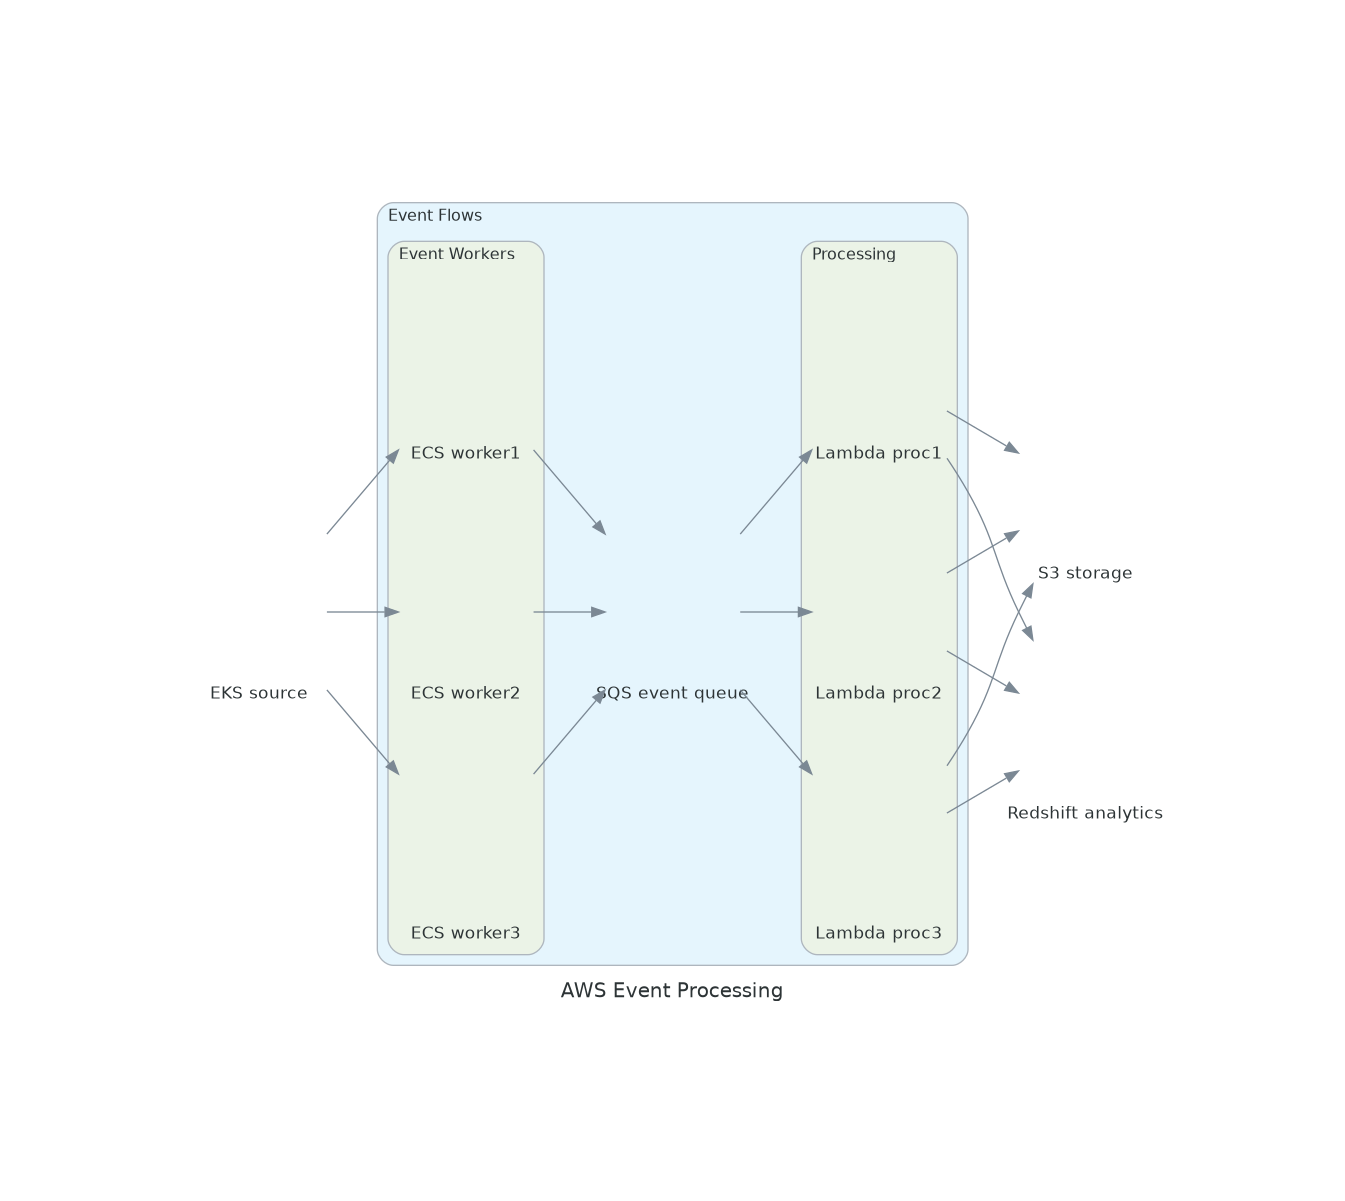 Event Flows
Event Workers
Processing
ECS worker1
Lambda proc1
S3 storage
EKS source
ECS worker2
SQS event queue
Lambda proc2
Redshift analytics
ECS worker3
Lambda proc3
AWS Event Processing